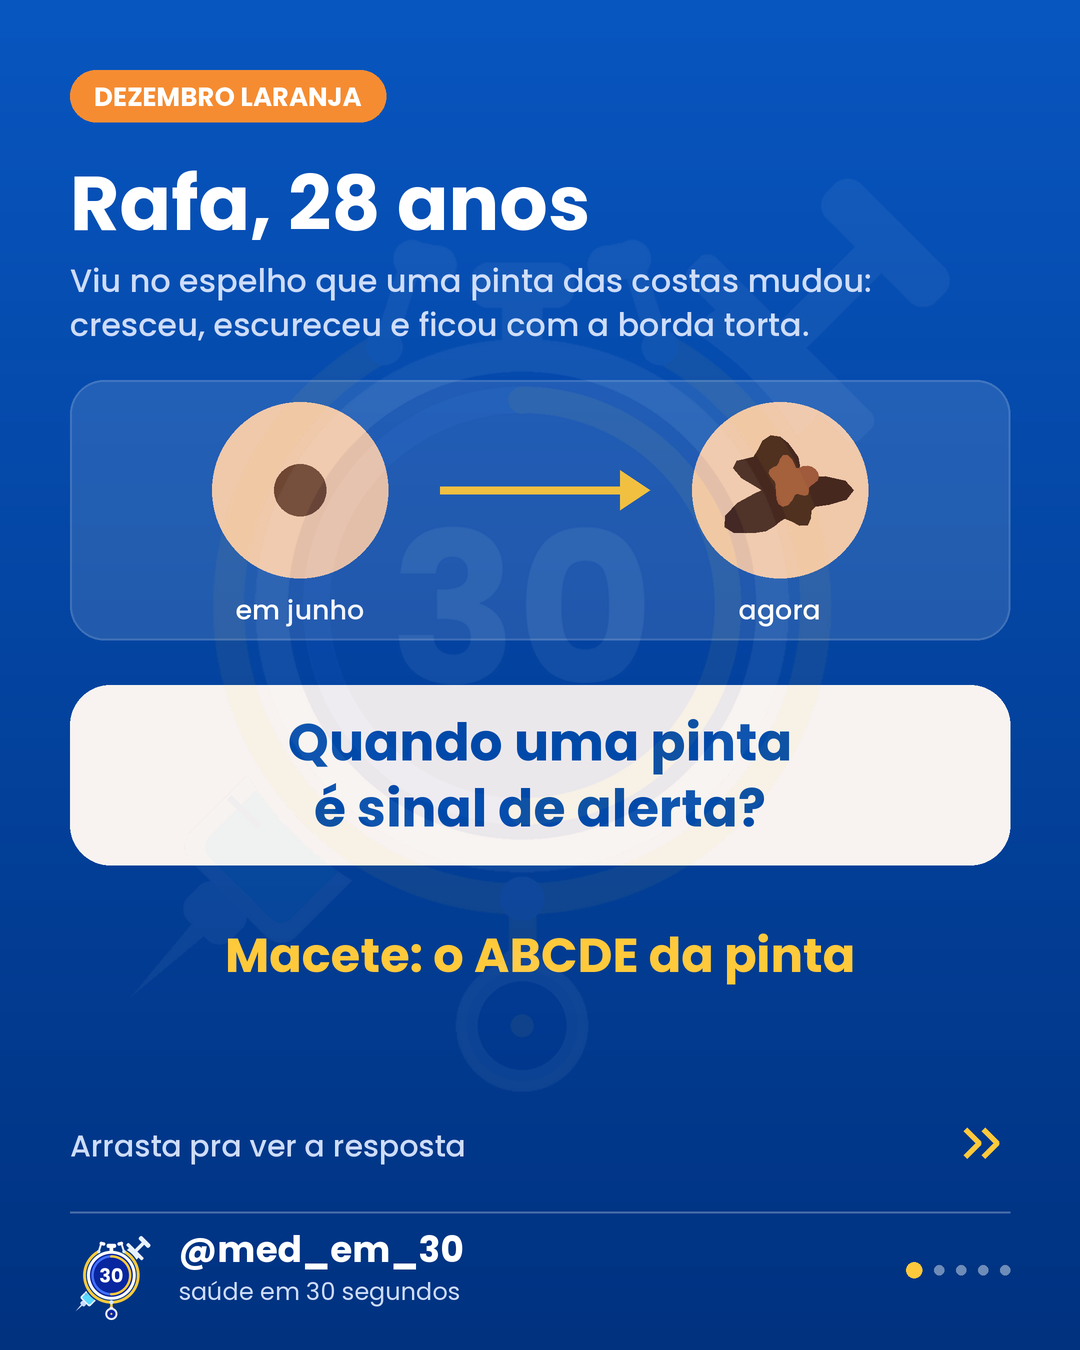 DEZEMBRO LARANJA
Rafa, 28 anos
Viu no espelho que uma pinta das costas mudou:
cresceu, escureceu e ficou com a borda torta.
30
em junho
agora
Quando uma pinta
é sinal de alerta?
Macete: o ABCDE da pinta
Arrasta pra ver a resposta
30
@med_em_30
saúde em 30 segundos